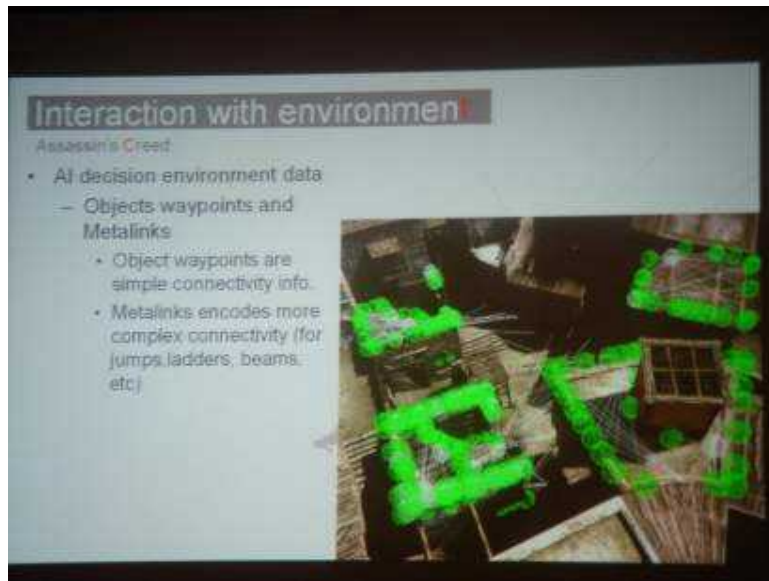 Interaction with environment
Assassin's Creed
• AI decision environment data
– Objects waypoints and
Metalinks
• Object waypoints are
simple connectivity info.
• Metalinks encodes more
complex connectivity (for
jumps,ladders, beams,
etc)